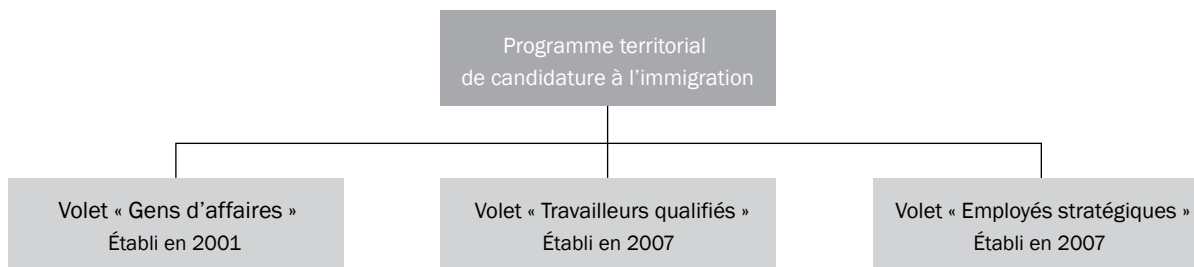 Programme territorial
de candidature à l’immigration
Volet « Gens d’affaires »
Établi en 2001
Volet « Travailleurs qualifiés »
Établi en 2007
Volet « Employés stratégiques »
Établi en 2007